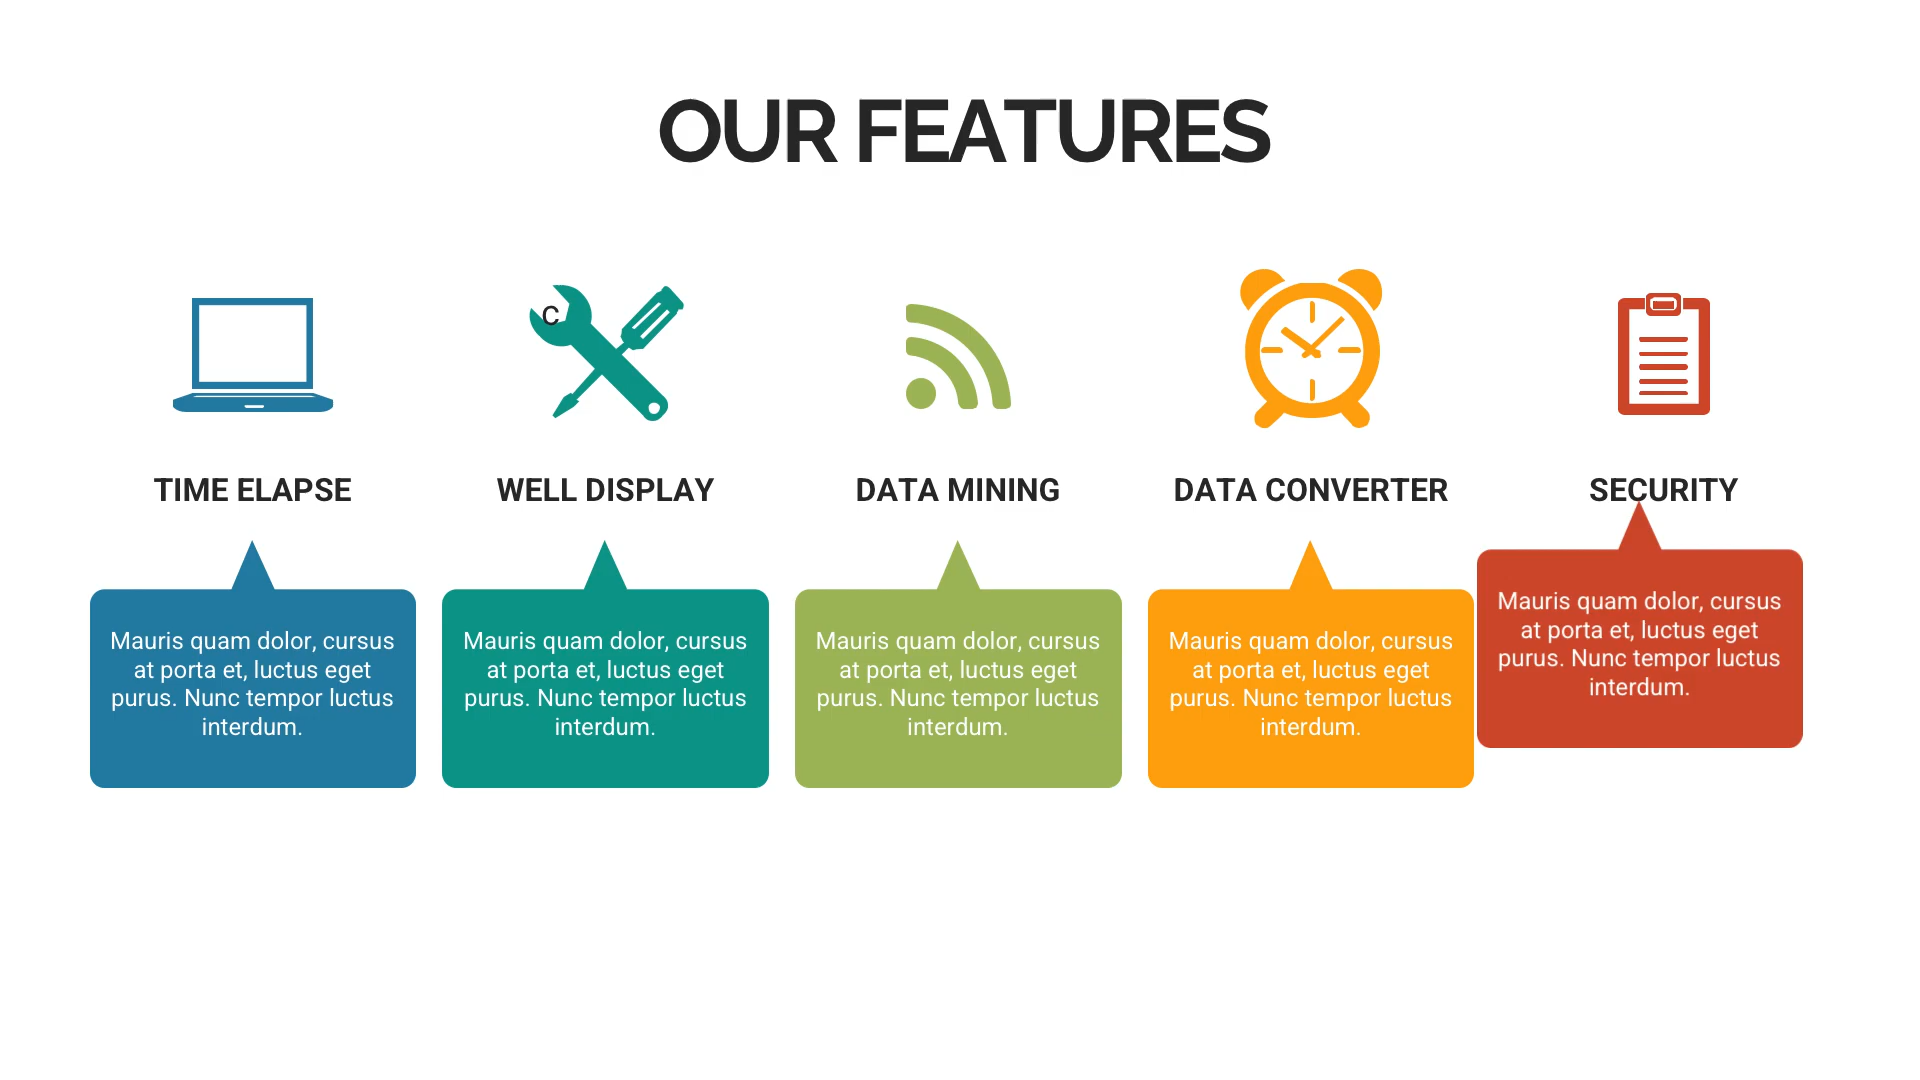 OUR FEATURES
C
TIME ELAPSE
WELL DISPLAY
DATA MINING
DATA CONVERTER
SECURITY
Mauris quam dolor, cursus
at porta et, luctus eget
purus. Nunc tempor luctus
interdum.
Mauris quam dolor, cursus
at porta et, luctus eget
purus. Nunc tempor luctus
interdum.
Mauris quam dolor, cursus
at porta et, luctus eget
purus. Nunc tempor luctus
interdum.
Mauris quam dolor, cursus
at porta et, luctus eget
purus. Nunc tempor luctus
interdum.
Mauris quam dolor, cursus
at porta et, luctus eget
purus. Nunc tempor luctus
interdum.